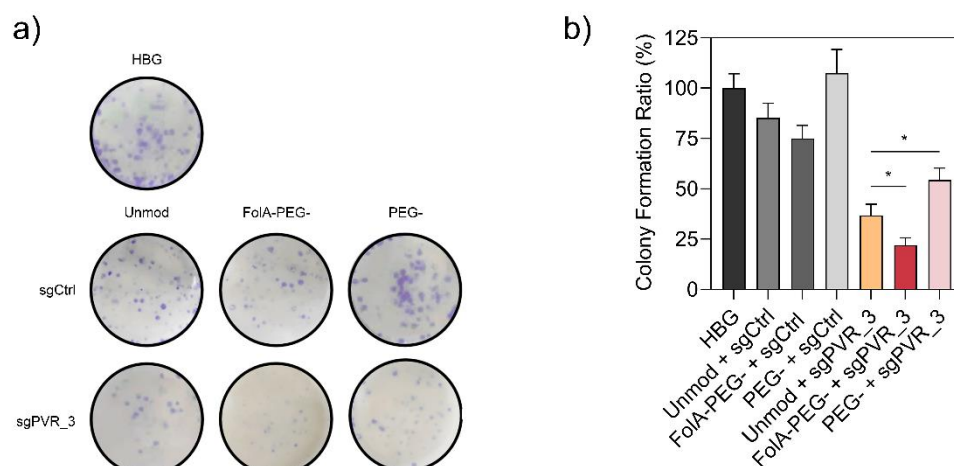 a)
HBG
Unmod FolA-PEG- PEG-
sgCtrl
sgPVR_3
b)
Colony Formation Ratio (%)
125
100
75
50
25
0
*
*
HBG
Unmod + sgCtrl
FolA-PEG- + sgCtrl
PEG- + sgCtrl
Unmod + sgPVR_3
FolA-PEG- + sgPVR_3
PEG- + sgPVR_3